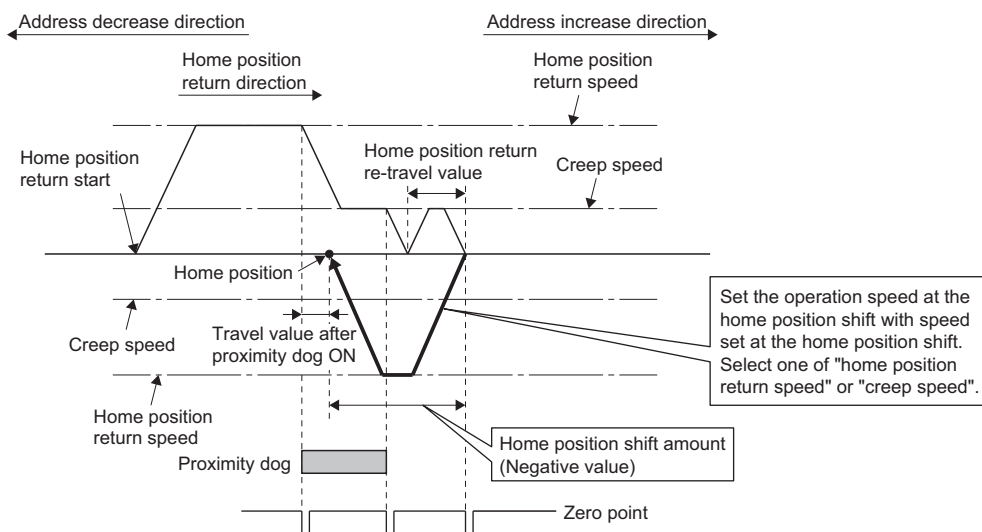 Address decrease direction
Address increase direction
Home position
return direction
Home position
return speed
Home position
return start
Home position return
re-travel value
Creep speed
Home position
Creep speed
Travel value after
proximity dog ON
Set the operation speed at the
home position shift with speed
set at the home position shift.
Select one of "home position
return speed" or "creep speed".
Home position
return speed
Home position shift amount
(Negative value)
Proximity dog
Zero point